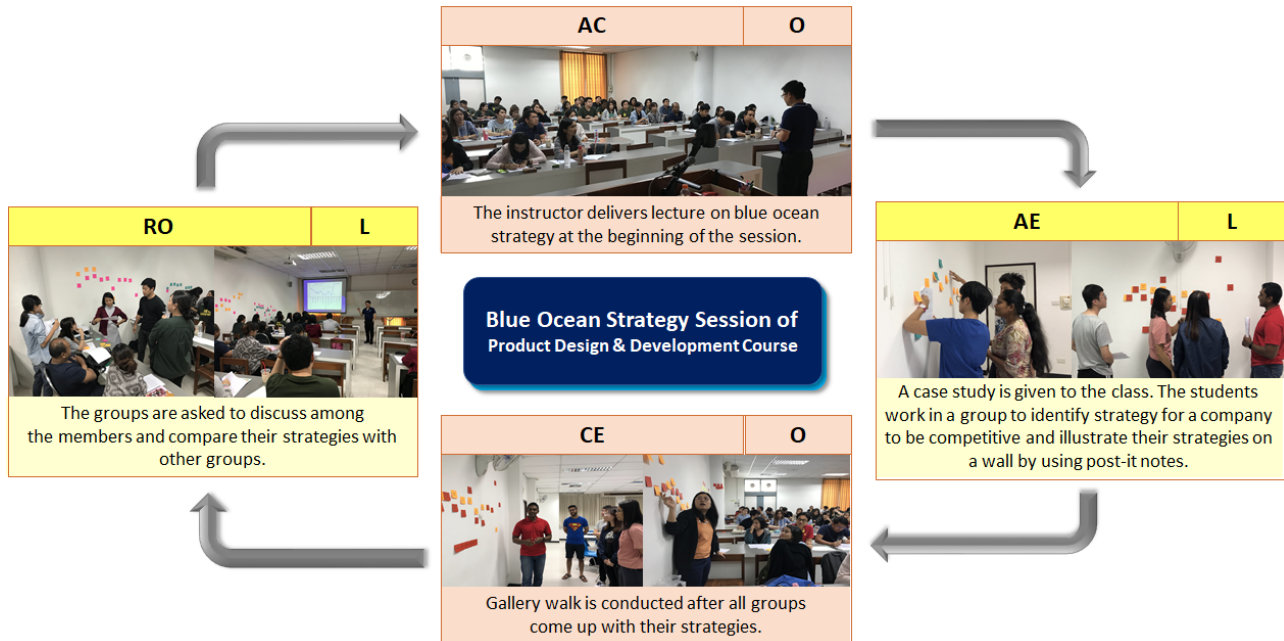 AC O
The instructor delivers lecture on blue ocean
strategy at the beginning of the session.
RO L
The groups are asked to discuss among
the members and compare their strategies with
other groups.
Blue Ocean Strategy Session of
Product Design & Development Course
AE L
A case study is given to the class. The students
work in a group to identify strategy for a company
to be competitive and illustrate their strategies on
a wall by using post-it notes.
CE O
Gallery walk is conducted after all groups
come up with their strategies.